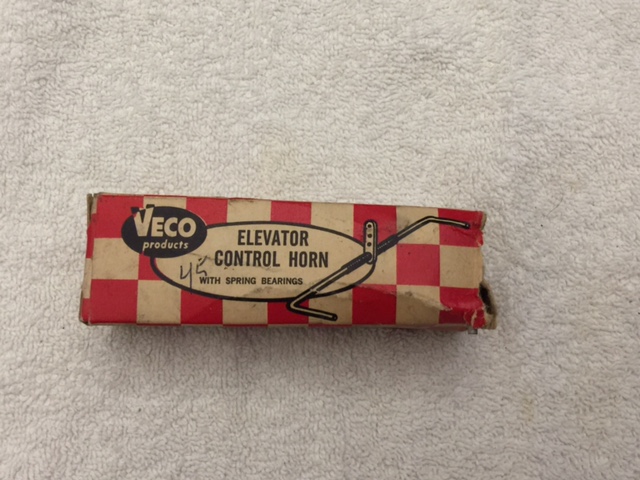 VECO
products
ELEVATOR
CONTROL HORN
45
WITH SPRING BEARINGS